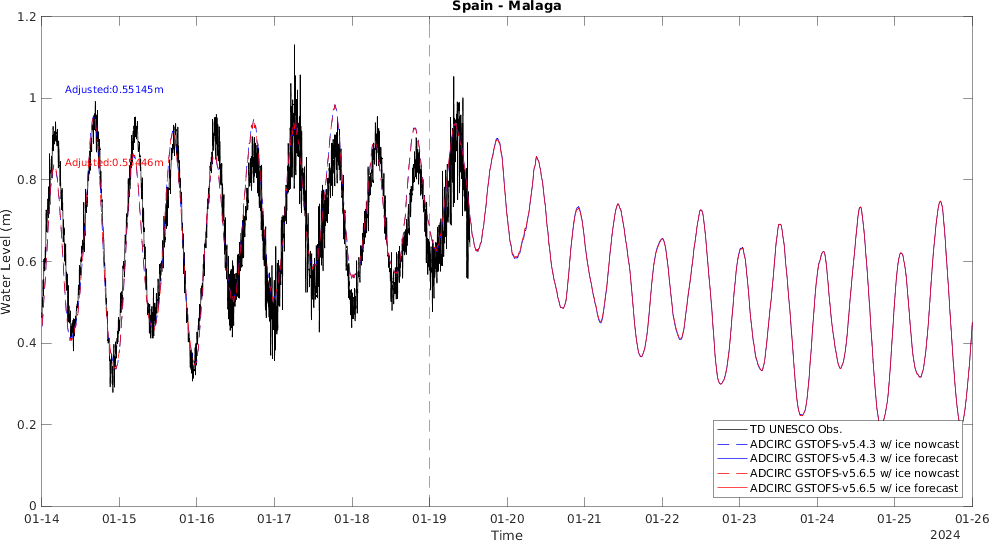 Spain - Malaga
Water Level (m)
1.2
1
0.8
0.6
0.4
0.2
0
Adjusted:0.55145m
Adjusted:0.55446m
TD UNESCO Obs.
ADCIRC GSTOFS-v5.4.3 w/ ice nowcast
ADCIRC GSTOFS-v5.4.3 w/ ice forecast
ADCIRC GSTOFS-v5.6.5 w/ ice nowcast
ADCIRC GSTOFS-v5.6.5 w/ ice forecast
01-14 01-15 01-16 01-17 01-18 01-19 01-20 01-21 01-22 01-23 01-24 01-25 01-26
Time
2024